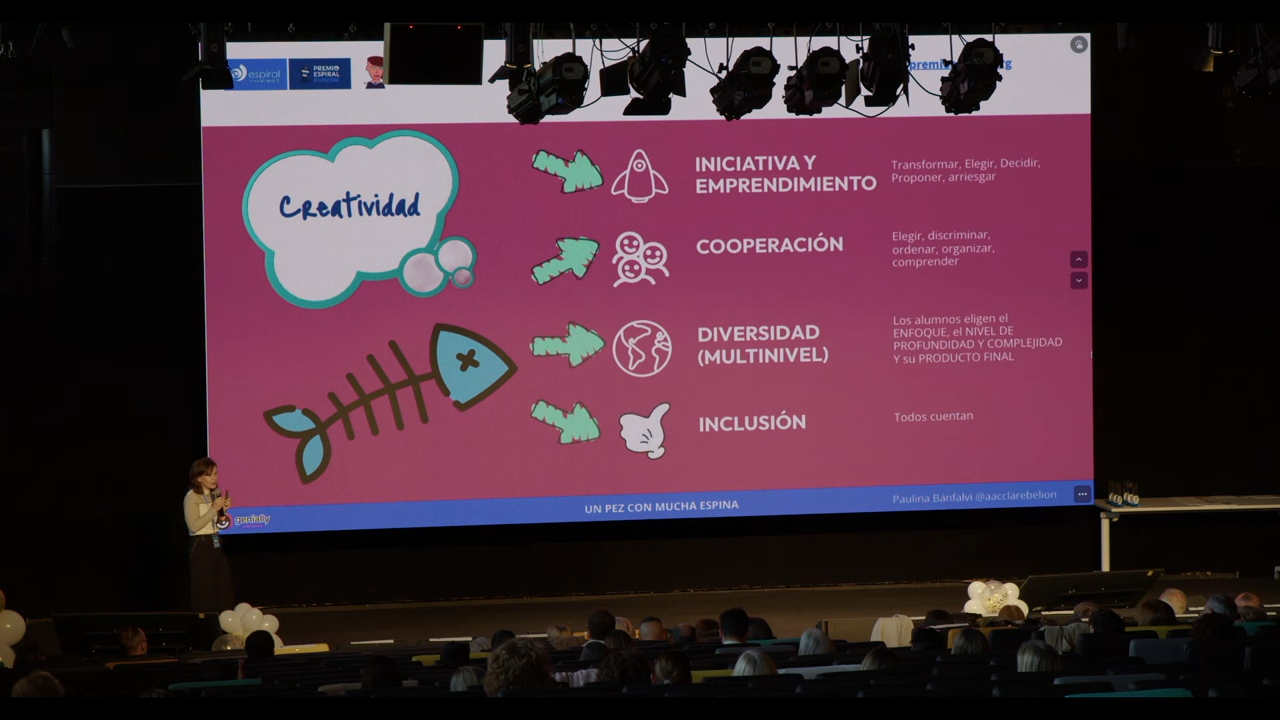 espiral
PREMIO
ESPIRAL
Creatividad
INICIATIVA Y
EMPRENDIMIENTO
Transformar, Elegir, Decidir,
Proponer, arriesgar
COOPERACIÓN
Elegir, discriminar,
ordenar, organizar,
comprender
DIVERSIDAD
(MULTINIVEL)
Los alumnos eligen el
ENFOQUE, el NIVEL DE
PROFUNDIDAD Y COMPLEJIDAD
Y su PRODUCTO FINAL
INCLUSIÓN
Todos cuentan
genially
UN PEZ CON MUCHA ESPINA
Paulina Bánfalvi @aacclarebelion